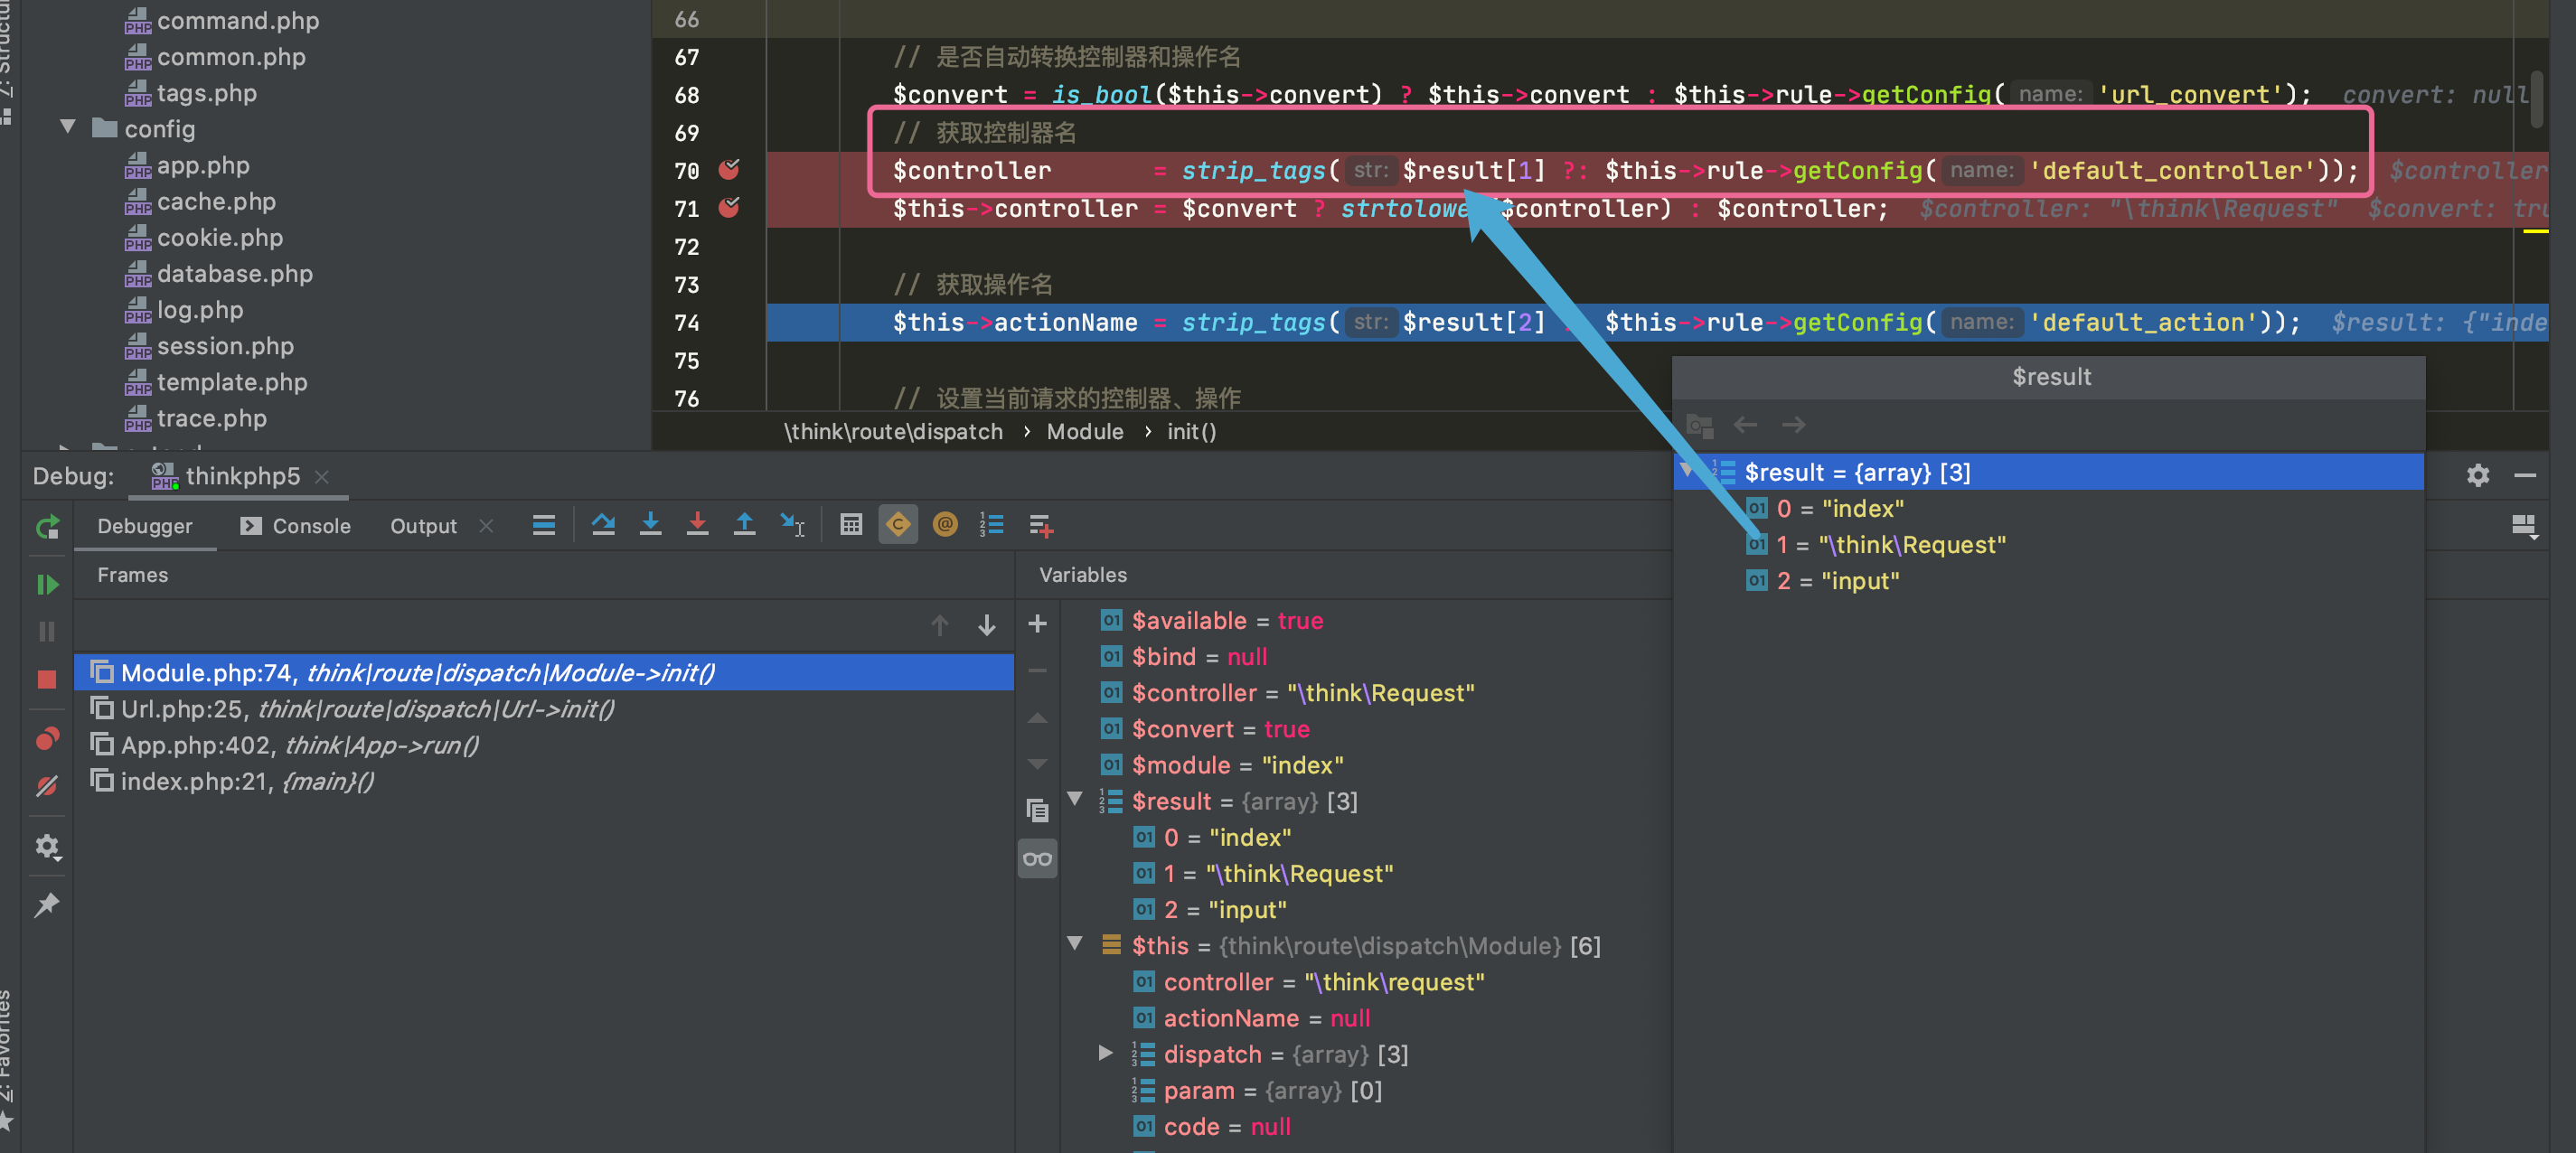 command.php
common.php
tags.php
config
app.php
cache.php
cookie.php
database.php
log.php
session.php
template.php
trace.php
66
67 // 是否自动转换控制器和操作名
68 $convert = is_bool($this->convert) ? $this->convert : $this->rule->getConfig( name: 'url_convert'); convert: null
69 // 获取控制器名
70 $controller = strip_tags( str: $result[1] ?: $this->rule->getConfig( name: 'default_controller')); $controller
71 $this->controller = $convert ? strtolower($controller) : $controller; $controller: "\think\Request" $convert: tru
72
73 // 获取操作名
74 $this->actionName = strip_tags( str: $result[2] ?: $this->rule->getConfig( name: 'default_action')); $result: {"inde
75
76 // 设置当前请求的控制器、操作
\think\route\dispatch › Module › init()
$result
$result = {array} [3]
0 = "index"
1 = "\think\Request"
2 = "input"
Debug: thinkphp5
Debugger Console Output
Frames
Module.php:74, think|route|dispatch|Module->init()
Url.php:25, think|route|dispatch|Url->init()
App.php:402, think|App->run()
index.php:21, {main}()
Variables
$available = true
$bind = null
$controller = "\think\Request"
$convert = true
$module = "index"
$result = {array} [3]
0 = "index"
1 = "\think\Request"
2 = "input"
$this = {think\route\dispatch\Module} [6]
controller = "\think\request"
actionName = null
dispatch = {array} [3]
param = {array} [0]
code = null
2: Favorites